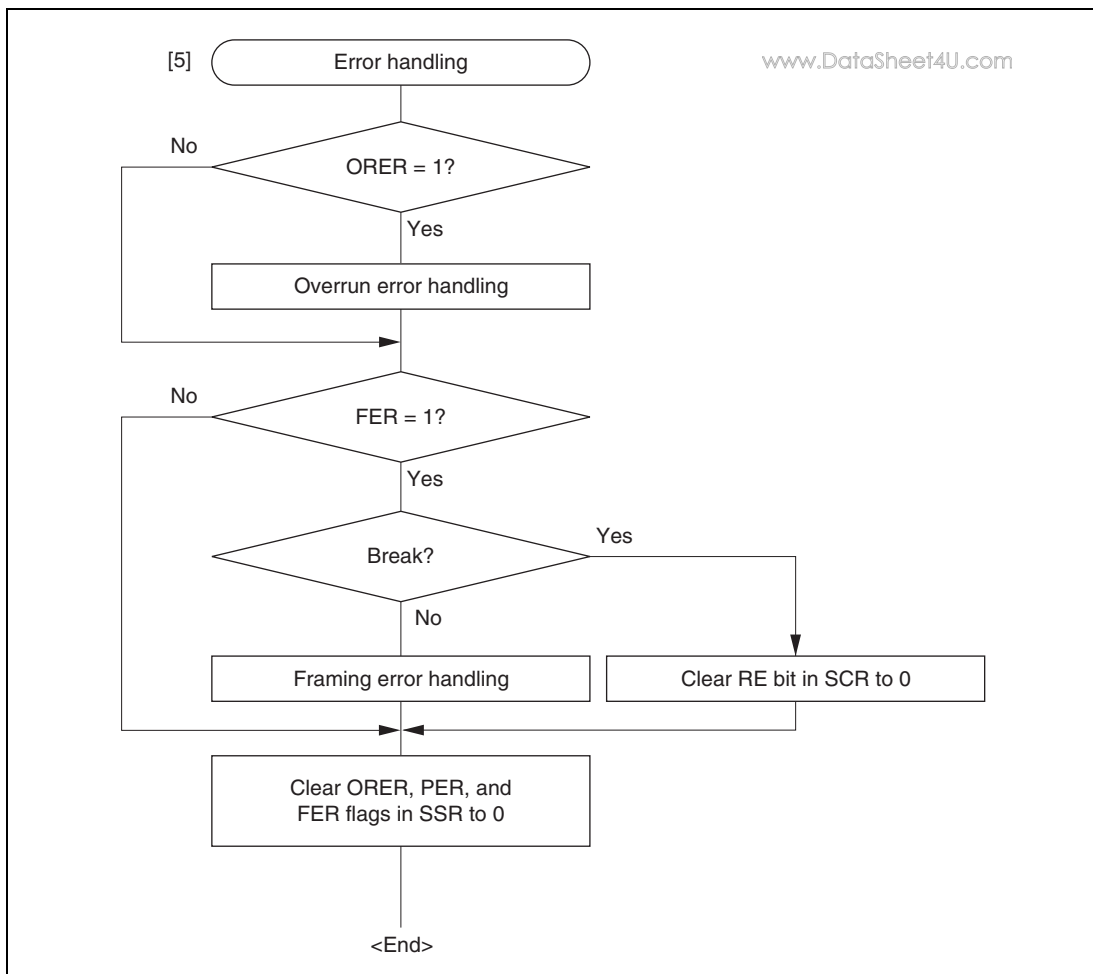 [5]
Error handling
www.DataSheet4U.com
No
ORER = 1?
Yes
Overrun error handling
No
FER = 1?
Yes
Break?
Yes
No
Framing error handling
Clear RE bit in SCR to 0
Clear ORER, PER, and
FER flags in SSR to 0
<End>